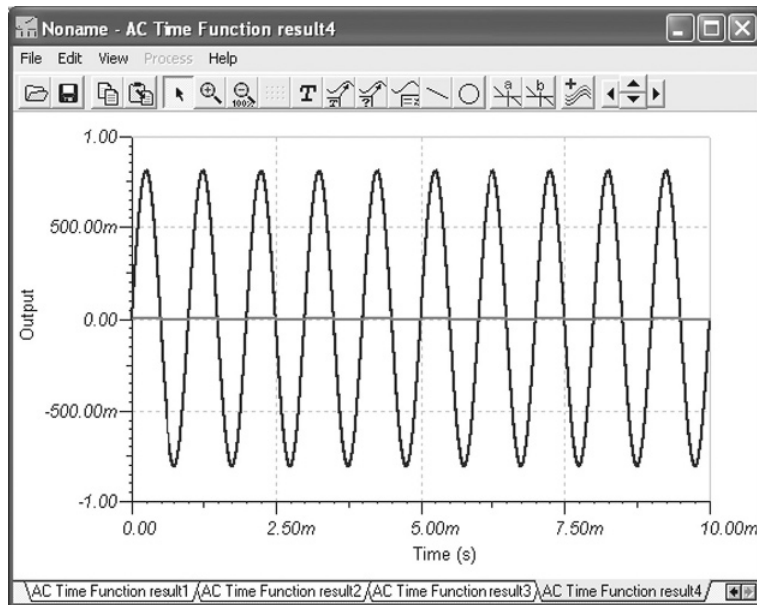 Noname - AC Time Function result4
File Edit View Process Help
100%
T
a
b
1.00
500.00m
0.00
-500.00m
-1.00
Output
0.00 2.50m 5.00m 7.50m 10.00m
Time (s)
AC Time Function result1 AC Time Function result2 AC Time Function result3 AC Time Function result4